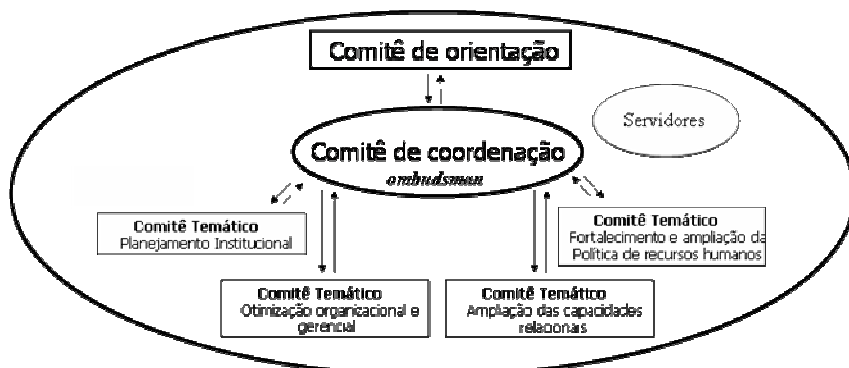 Comitê de orientação
Servidores
Comitê de coordenação
ombudsman
Comitê Temático
Planejamento Institucional
Comitê Temático
Fortalecimento e ampliação da
Política de recursos humanos
Comitê Temático
Otimização organizacional e
gerencial
Comitê Temático
Ampliação das capacidades
relacionais